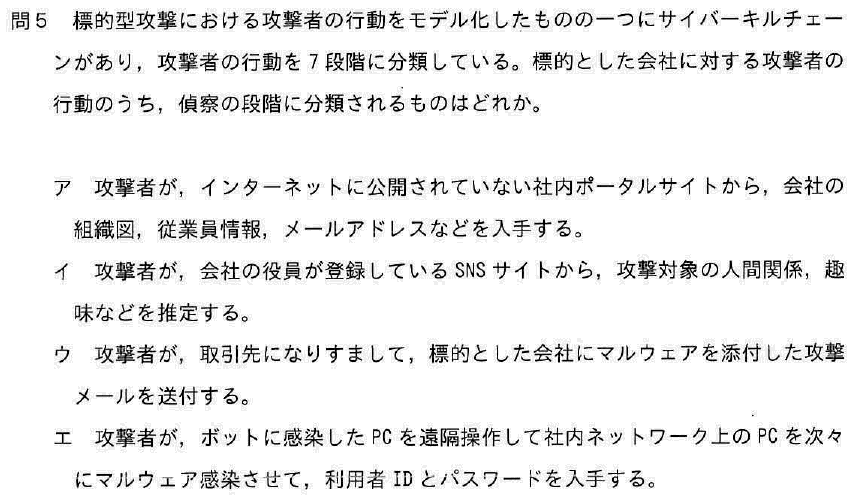 問5 標的型攻撃における攻撃者の行動をモデル化したものの一つにサイバーキルチェー
ンがあり，攻撃者の行動を7段階に分類している。標的とした会社に対する攻撃者の
行動のうち，偵察の段階に分類されるものはどれか。
ア 攻撃者が，インターネットに公開されていない社内ポータルサイトから，会社の
組織図，従業員情報，メールアドレスなどを入手する。
イ 攻撃者が，会社の役員が登録しているSNSサイトから，攻撃対象の人間関係，趣
味などを推定する。
ウ 攻撃者が，取引先になりすまして，標的とした会社にマルウェアを添付した攻撃
メールを送付する。
エ 攻撃者が，ボットに感染したPCを遠隔操作して社内ネットワーク上のPCを次々
にマルウェア感染させて，利用者IDとパスワードを入手する。